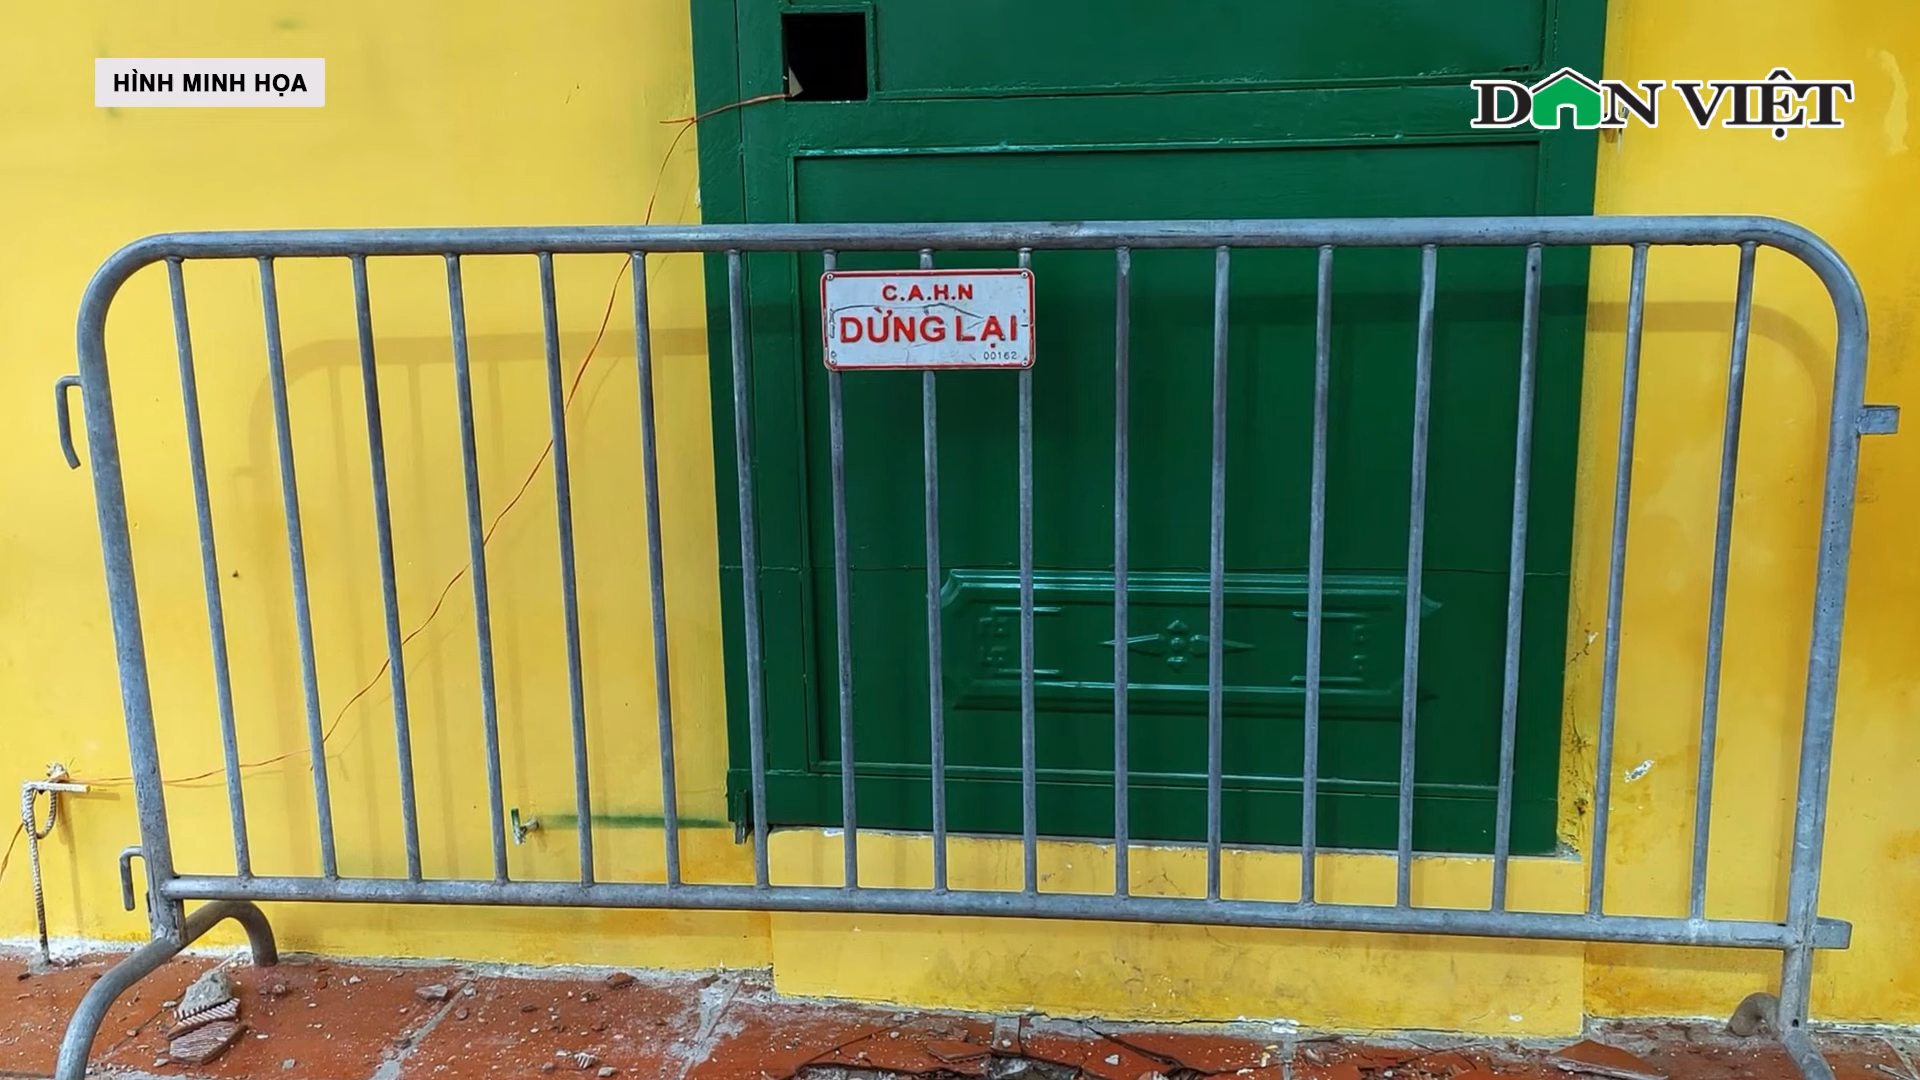 HÌNH MINH HỌA
DÂN VIỆT
C.A.H.N
DỪNG LẠI
00162